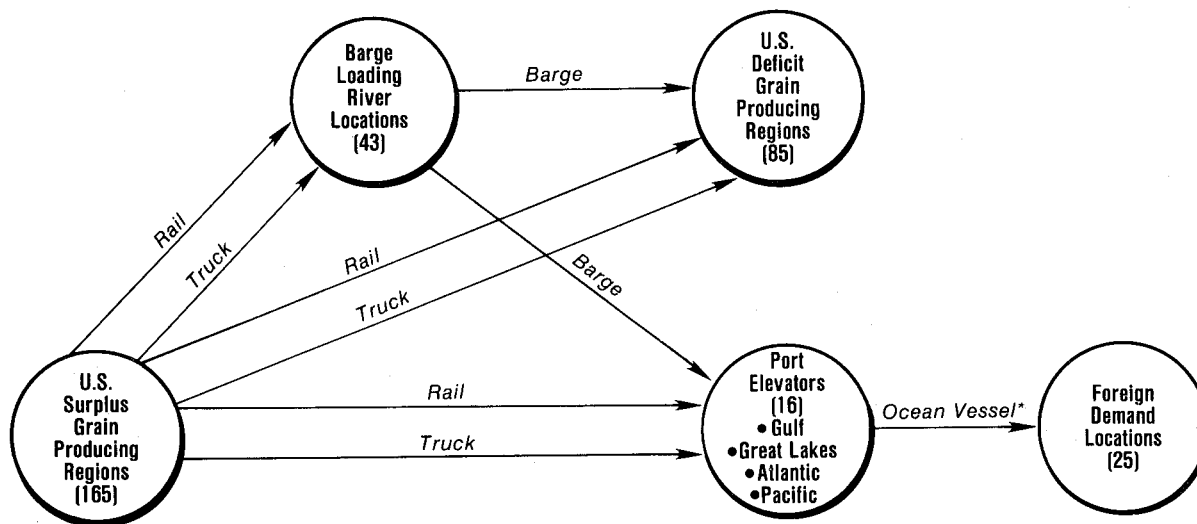 Barge
Loading
River
Locations
(43)
Barge
U.S.
Deficit
Grain
Producing
Regions
(85)
Rail
Truck
Rail
Truck
Barge
U.S.
Surplus
Grain
Producing
Regions
(165)
Rail
Truck
Port
Elevators
(16)
•Gulf
•Great Lakes
•Atlantic
•Pacific
Ocean Vessel*
Foreign
Demand
Locations
(25)